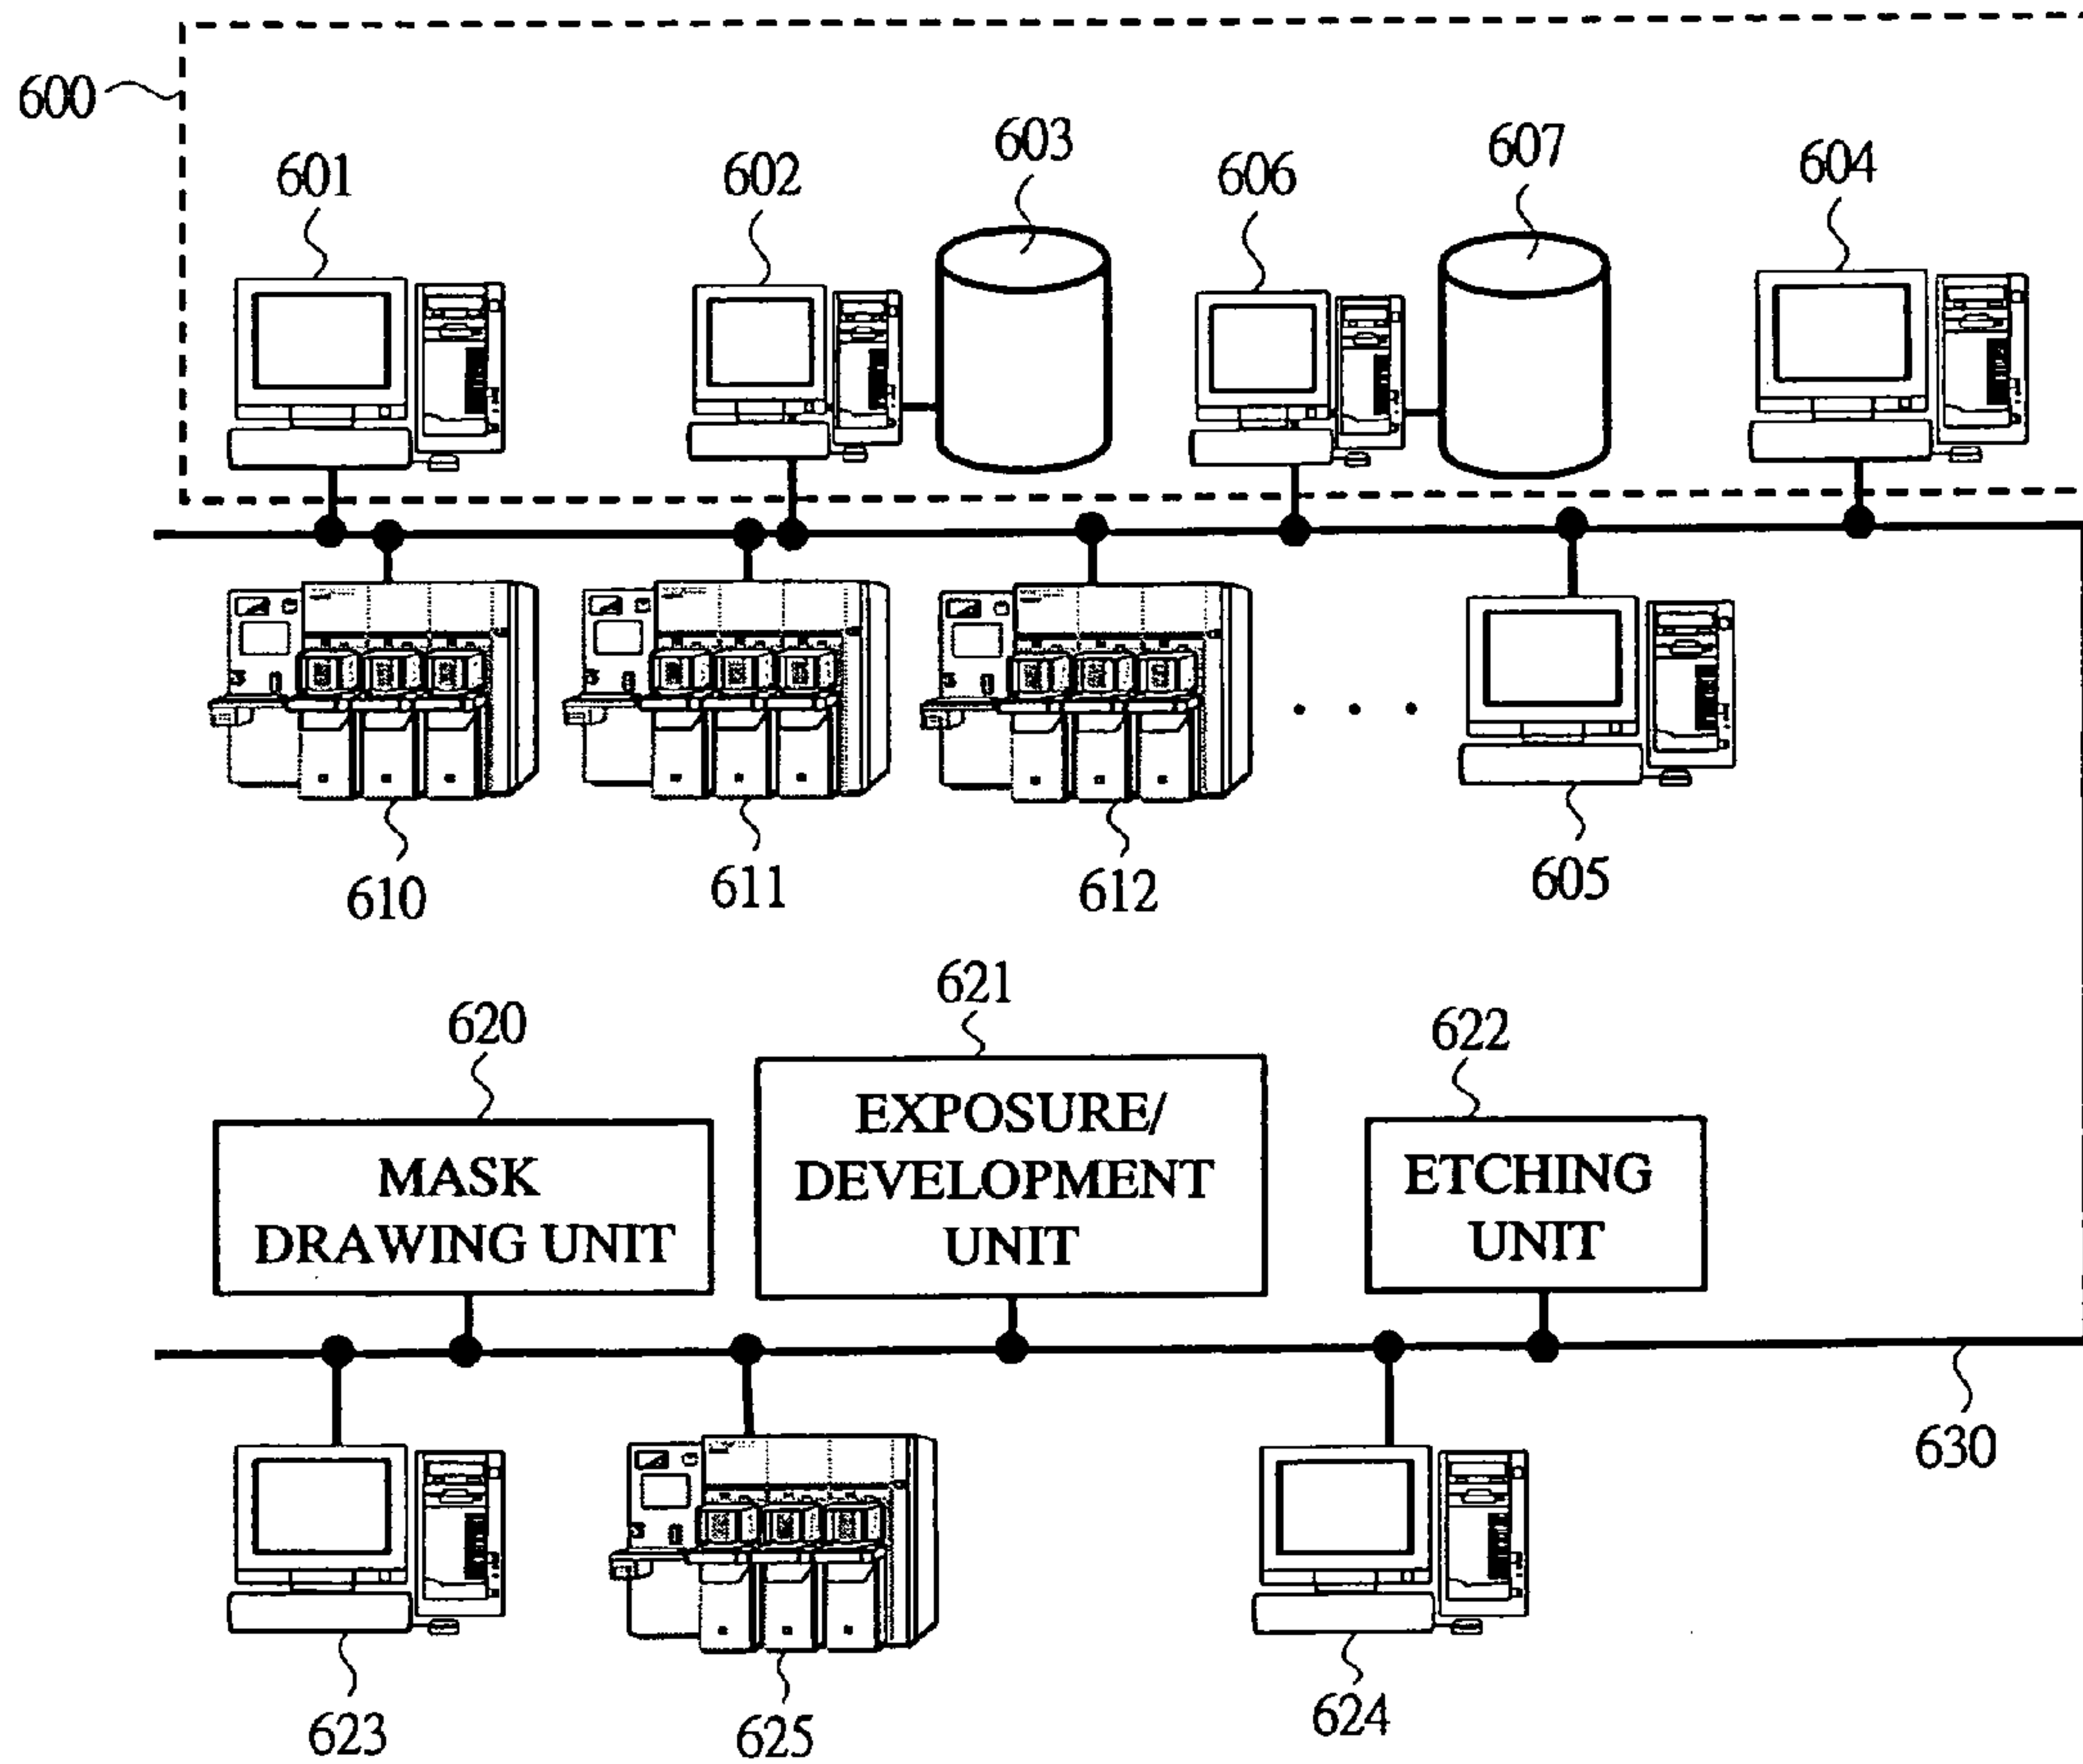 600
601
602
603
606
607
604
610
611
612
605
620
621
622
MASK
DRAWING UNIT
EXPOSURE/
DEVELOPMENT
UNIT
ETCHING
UNIT
630
623
625
624